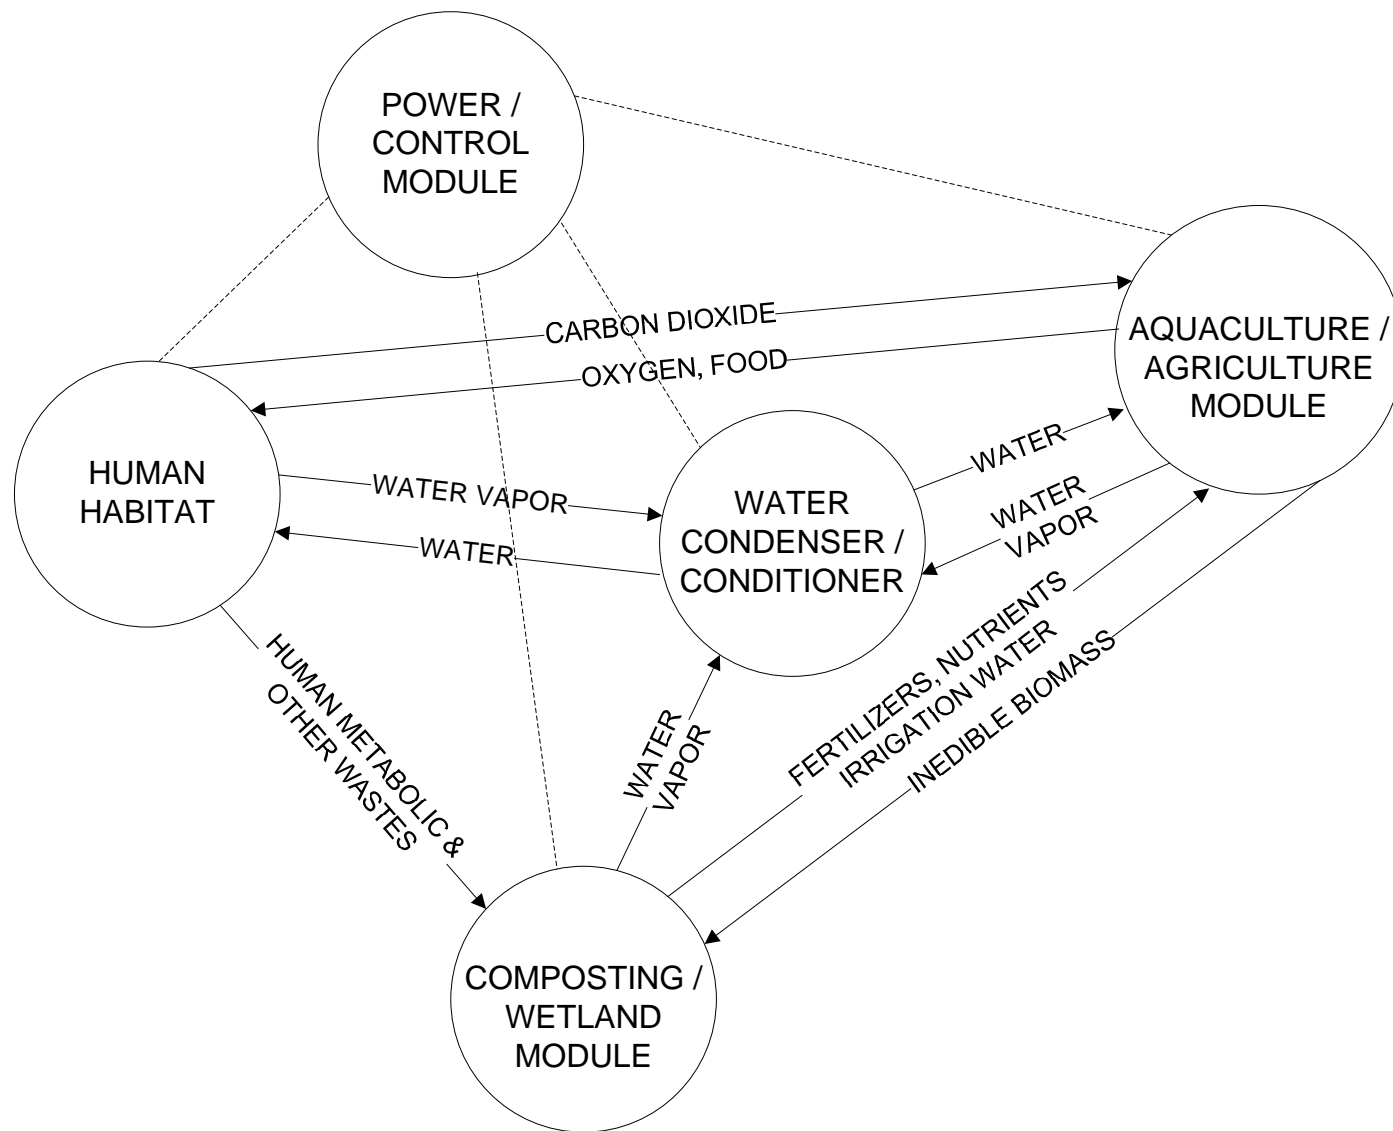 POWER /
CONTROL
MODULE
CARBON DIOXIDE
OXYGEN, FOOD
AQUACULTURE /
AGRICULTURE
MODULE
HUMAN
HABITAT
WATER VAPOR
WATER
WATER
CONDENSER /
CONDITIONER
WATER
WATER
VAPOR
HUMAN METABOLIC &
OTHER WASTES
WATER
VAPOR
FERTILIZERS, NUTRIENTS
IRRIGATION WATER
INEDIBLE BIOMASS
COMPOSTING /
WETLAND
MODULE